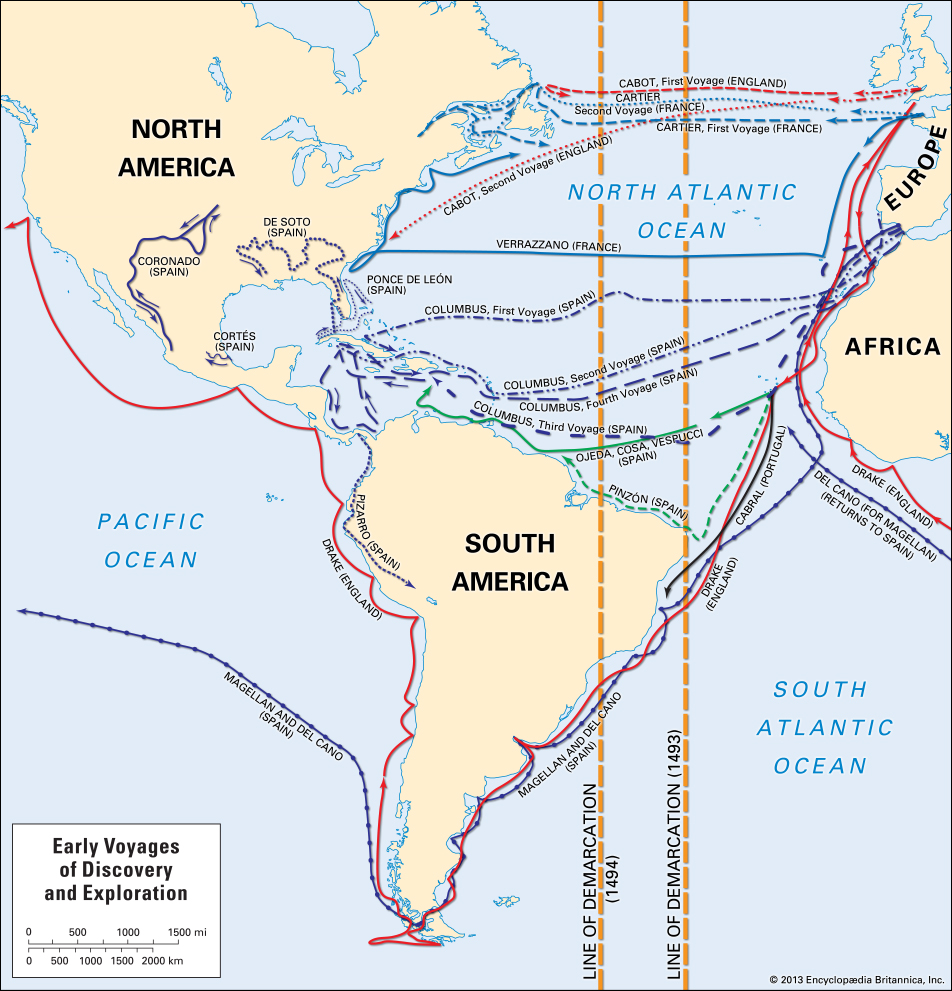 CABOT, First Voyage (ENGLAND)
CARTIER
Second Voyage (FRANCE)
CARTIER, First Voyage (FRANCE)
NORTH
AMERICA
CABOT, Second Voyage (ENGLAND)
EUROPE
NORTH ATLANTIC
OCEAN
DE SOTO
(SPAIN)
VERRAZZANO (FRANCE)
CORONADO
(SPAIN)
PONCE DE LEÓN
(SPAIN)
COLUMBUS, First Voyage (SPAIN)
CORTÉS
(SPAIN)
AFRICA
COLUMBUS, Second Voyage (SPAIN)
COLUMBUS, Fourth Voyage (SPAIN)
COLUMBUS, Third Voyage (SPAIN)
OJEDA, COSA, VESPUCCI
(SPAIN)
PINZÓN (SPAIN)
CABRAL (PORTUGAL)
DRAKE (ENGLAND)
DEL CANO (FOR MAGELLAN)
(RETURNS TO SPAIN)
PACIFIC
OCEAN
PIZARRO (SPAIN)
SOUTH
AMERICA
DRAKE (ENGLAND)
DRAKE
(ENGLAND)
MAGELLAN AND DEL CANO
(SPAIN)
SOUTH
ATLANTIC
OCEAN
MAGELLAN AND DEL CANO
(SPAIN)
LINE OF DEMARCATION
(1494)
LINE OF DEMARCATION (1493)
Early Voyages
of Discovery
and Exploration
0 500 1000 1500 mi
0 500 1000 1500 2000 km
© 2013 Encyclopædia Britannica, Inc.